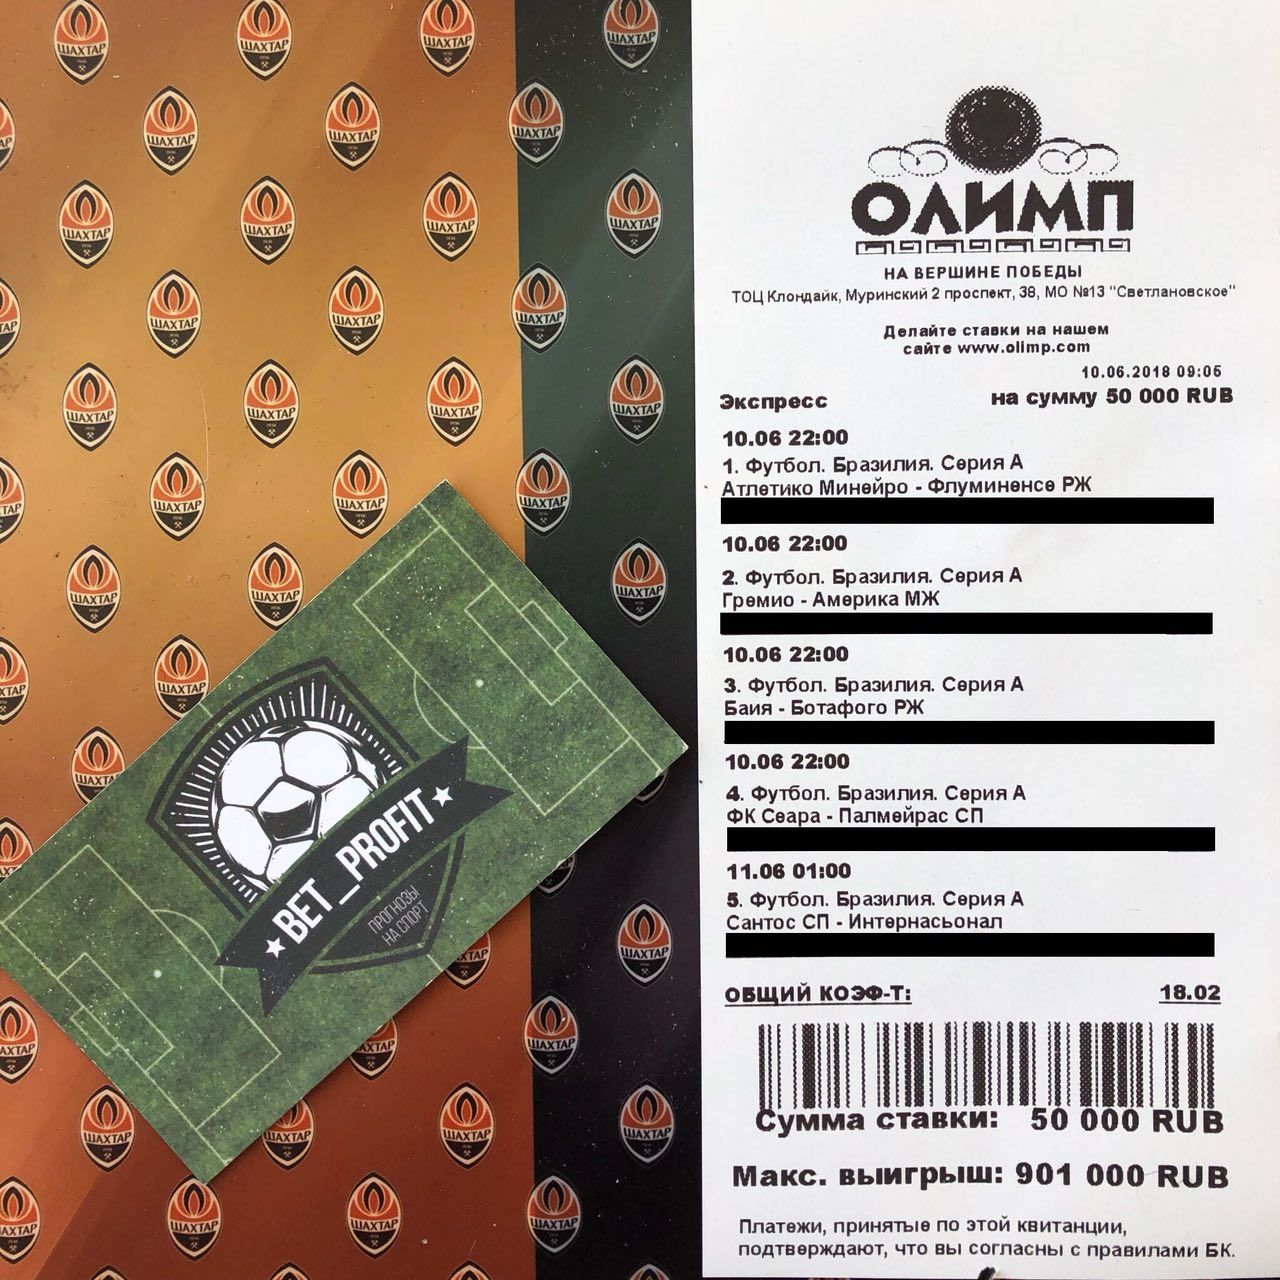 ОЛИМП
НА ВЕРШИНЕ ПОБЕДЫ
ТОЦ Клондайк, Муринский 2 проспект, 38, МО №13 "Светлановское"
Делайте ставки на нашем
сайте www.olimp.com
10.06.2018 09:05
Экспресс на сумму 50 000 RUB
10.06 22:00
1. Футбол. Бразилия. Серия А
Атлетико Минейро - Флуминенсе РЖ
10.06 22:00
2. Футбол. Бразилия. Серия А
Гремио - Америка МЖ
10.06 22:00
3. Футбол. Бразилия. Серия А
Баия - Ботафого РЖ
10.06 22:00
4. Футбол. Бразилия. Серия А
ФК Сеара - Палмейрас СП
11.06 01:00
5. Футбол. Бразилия. Серия А
Сантос СП - Интернасьонал
ОБЩИЙ КОЭФ-Т: 18.02
Сумма ставки: 50 000 RUB
Макс. выигрыш: 901 000 RUB
Платежи, принятые по этой квитанции,
подтверждают, что вы согласны с правилами БК.
BET_PROFIT
ПРОГНОЗЫ
НА СПОРТ
ШАХТАР
1936